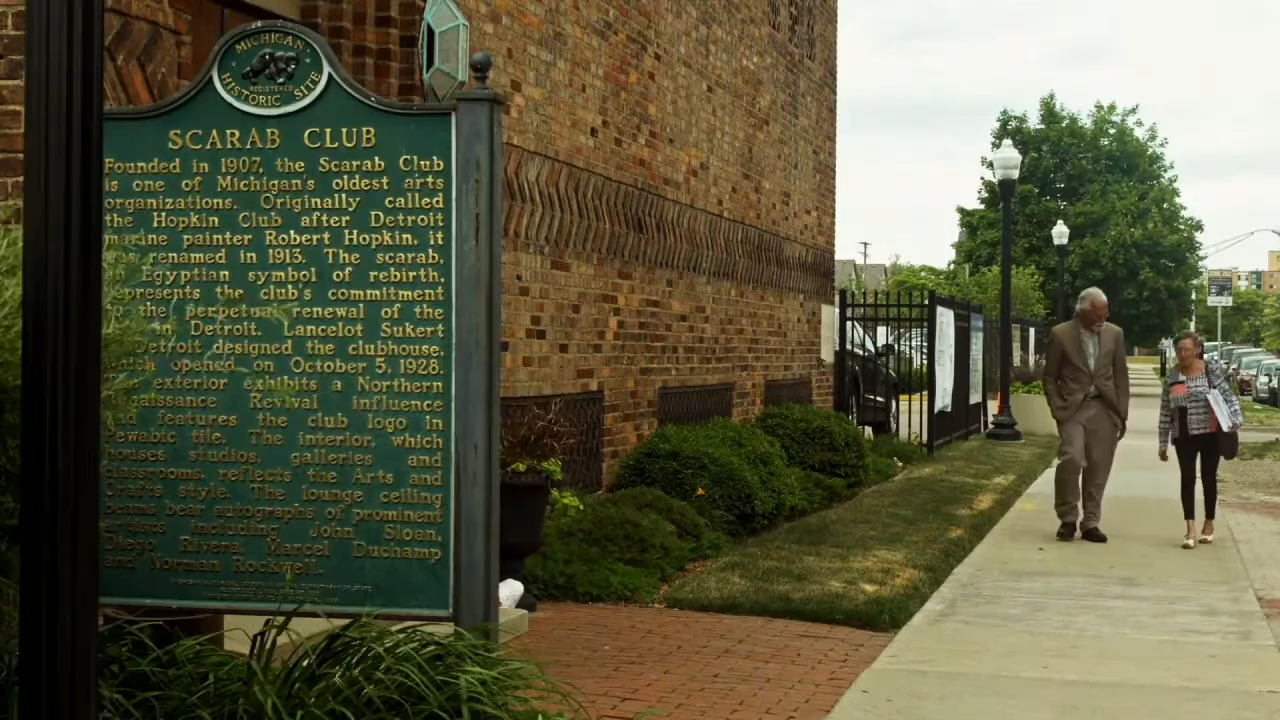 MICHIGAN
REGISTERED
HISTORIC SITE
SCARAB CLUB
Founded in 1907, the Scarab Club
is one of Michigan's oldest arts
organizations. Originally called
the Hopkin Club after Detroit
marine painter Robert Hopkin, it
was renamed in 1913. The scarab,
an Egyptian symbol of rebirth,
represents the club's commitment
to the perpetual renewal of the
in Detroit. Lancelot Sukert
Detroit designed the clubhouse,
which opened on October 5, 1928.
exterior exhibits a Northern
Renaissance Revival influence
and features the club logo in
Pewabic tile. The interior, which
houses studios, galleries and
classrooms, reflects the Arts and
Crafts style. The lounge ceiling
beams bear autographs of prominent
artists including John Sloan,
Diego Rivera, Marcel Duchamp
and Norman Rockwell.